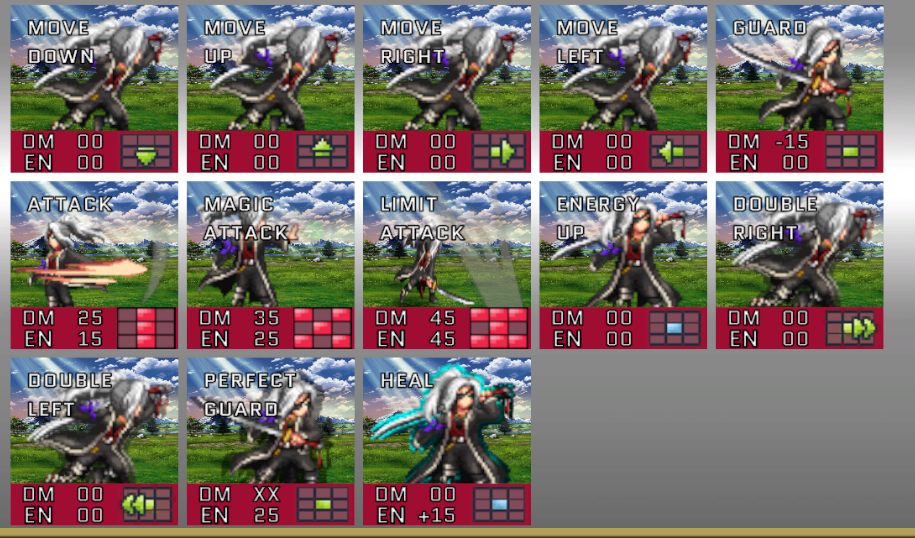 MOVE
DOWN
DM 00
EN 00
MOVE
UP
DM 00
EN 00
MOVE
RIGHT
DM 00
EN 00
MOVE
LEFT
DM 00
EN 00
GUARD
DM -15
EN 00
ATTACK
DM 25
EN 15
MAGIC
ATTACK
DM 35
EN 25
LIMIT
ATTACK
DM 45
EN 45
ENERGY
UP
DM 00
EN 00
DOUBLE
RIGHT
DM 00
EN 00
DOUBLE
LEFT
DM 00
EN 00
PERFECT
GUARD
DM XX
EN 25
HEAL
DM 00
EN +15